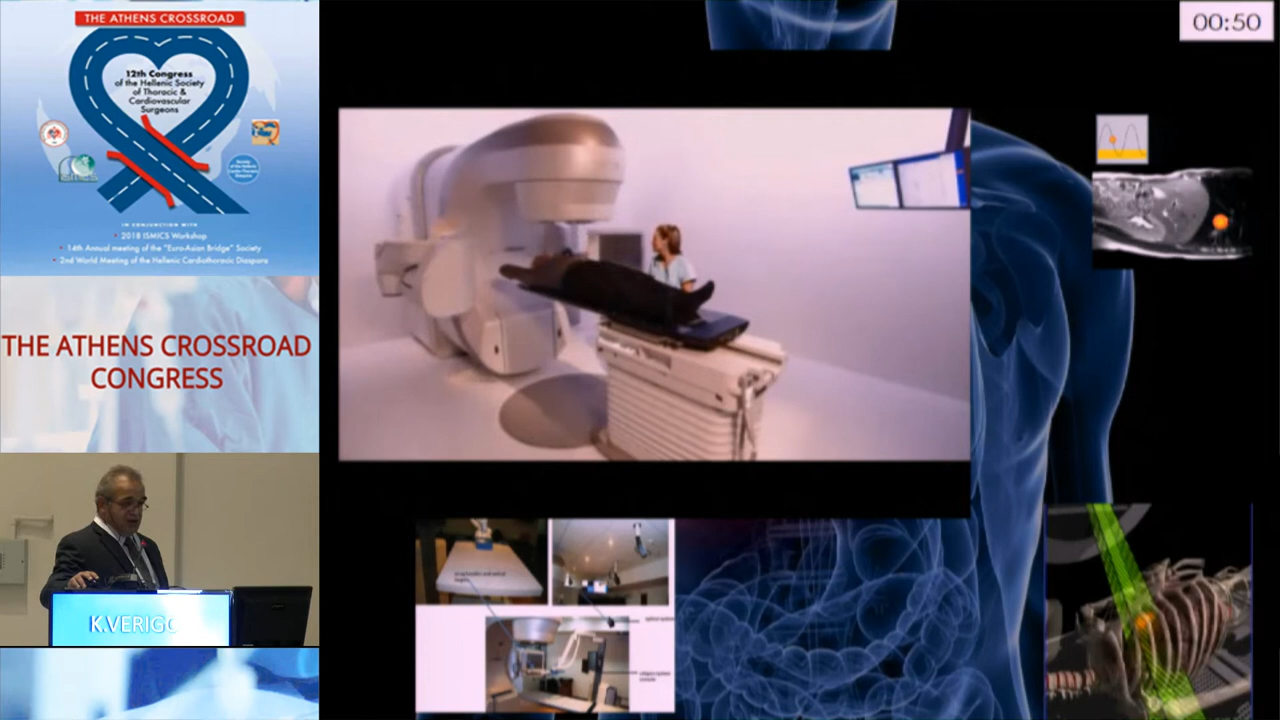 THE ATHENS CROSSROAD
12th Congress
of the Hellenic Society
of Thoracic &
Cardiovascular
Surgeons
IN CONJUNCTION WITH
• 2018 ISMICS Workshop
• 14th Annual meeting of the "Euro-Asian Bridge" Society
• 2nd World Meeting of the Hellenic Cardiothoracic Diaspora
THE ATHENS CROSSROAD
CONGRESS
K.VERIGO
00:50